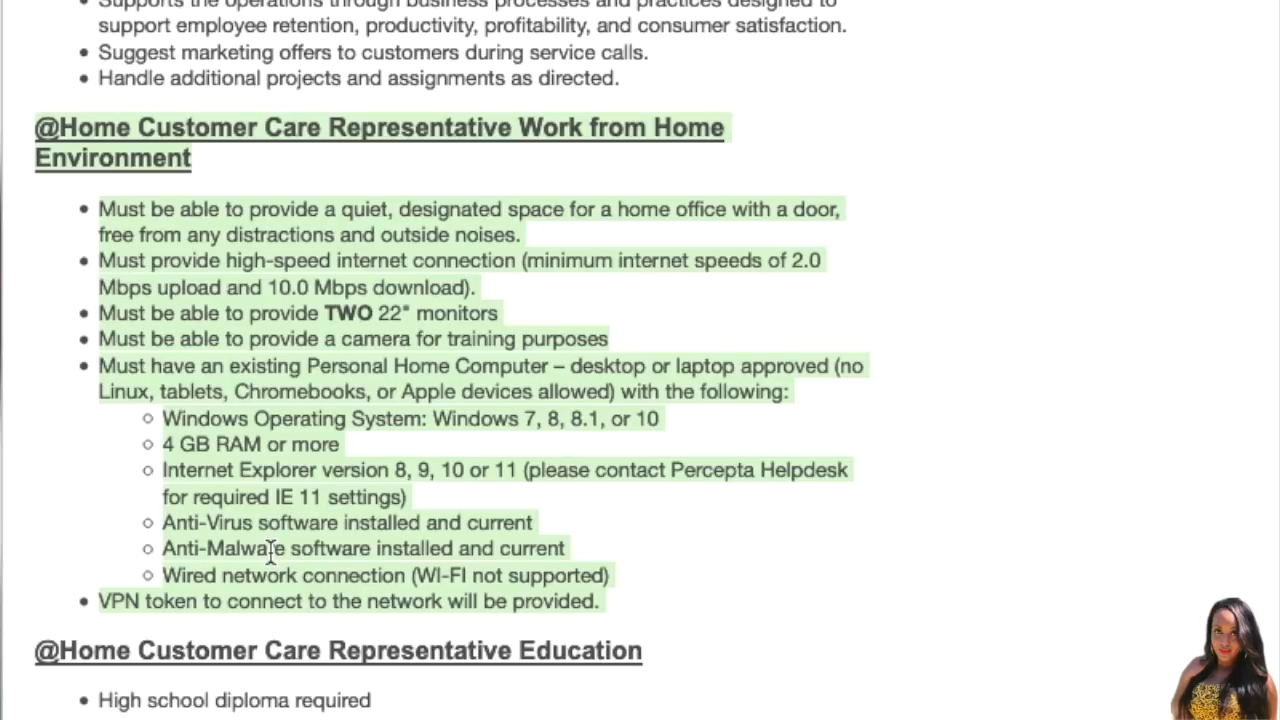 Supports the operations through business processes and practices designed to
support employee retention, productivity, profitability, and consumer satisfaction.
Suggest marketing offers to customers during service calls.
Handle additional projects and assignments as directed.
@Home Customer Care Representative Work from Home
Environment
Must be able to provide a quiet, designated space for a home office with a door,
free from any distractions and outside noises.
Must provide high-speed internet connection (minimum internet speeds of 2.0
Mbps upload and 10.0 Mbps download).
Must be able to provide TWO 22" monitors
Must be able to provide a camera for training purposes
Must have an existing Personal Home Computer – desktop or laptop approved (no
Linux, tablets, Chromebooks, or Apple devices allowed) with the following:
Windows Operating System: Windows 7, 8, 8.1, or 10
4 GB RAM or more
Internet Explorer version 8, 9, 10 or 11 (please contact Percepta Helpdesk
for required IE 11 settings)
Anti-Virus software installed and current
Anti-Malware software installed and current
Wired network connection (WI-FI not supported)
VPN token to connect to the network will be provided.
@Home Customer Care Representative Education
High school diploma required